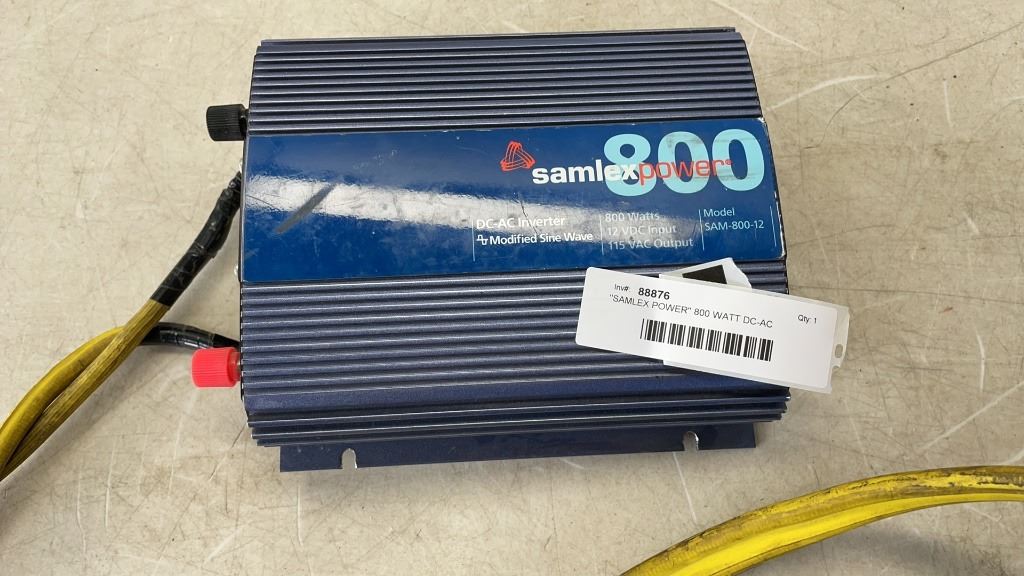 800
samlexpower®
DC-AC Inverter
Modified Sine Wave
800 Watts
12 VDC Input
115 VAC Output
Model
SAM-800-12
Inv#: 88876
"SAMLEX POWER" 800 WATT DC-AC
Qty: 1